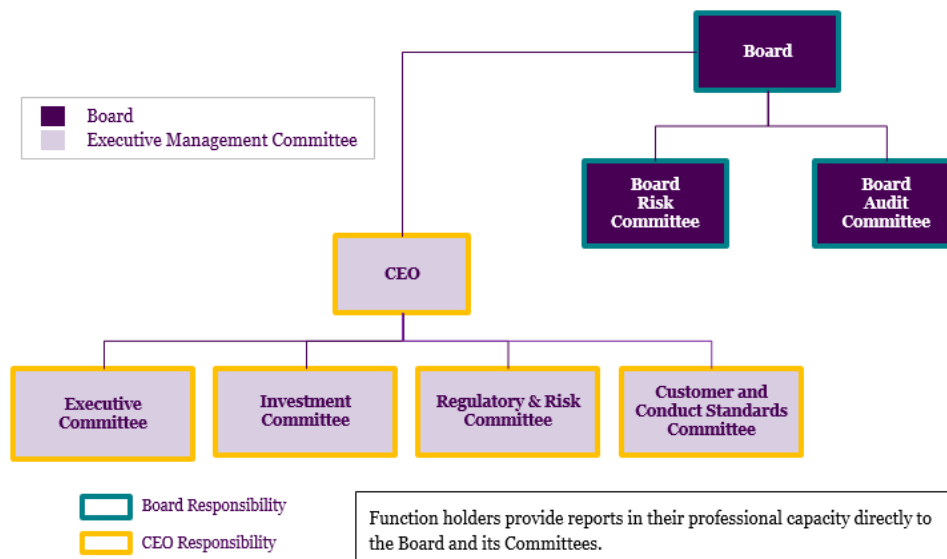 Board
Board
Executive Management Committee
Board
Risk
Committee
Board
Audit
Committee
CEO
Executive
Committee
Investment
Committee
Regulatory & Risk
Committee
Customer and
Conduct Standards
Committee
Board Responsibility
CEO Responsibility
Function holders provide reports in their professional capacity directly to
the Board and its Committees.